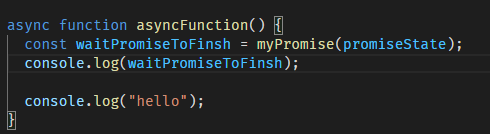 async function asyncFunction() {
const waitPromiseToFinsh = myPromise(promiseState);
console.log(waitPromiseToFinsh);
console.log("hello");
}